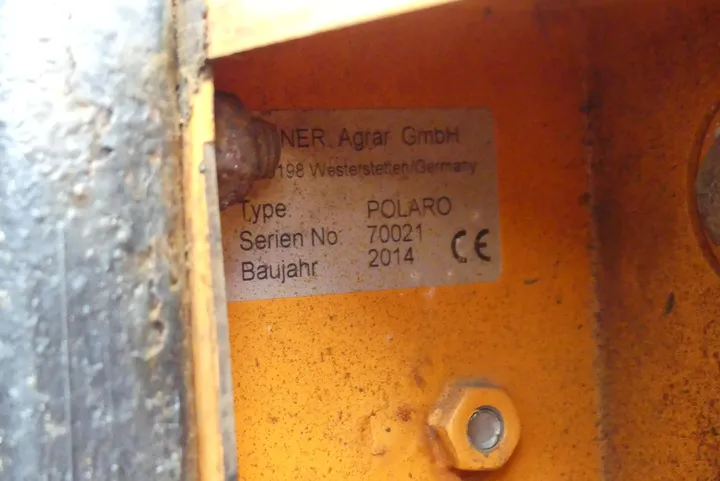 NER Agrar GmbH
198 Westerstetten/Germany
Type POLARO
Serien No 70021
Baujahr 2014 CE